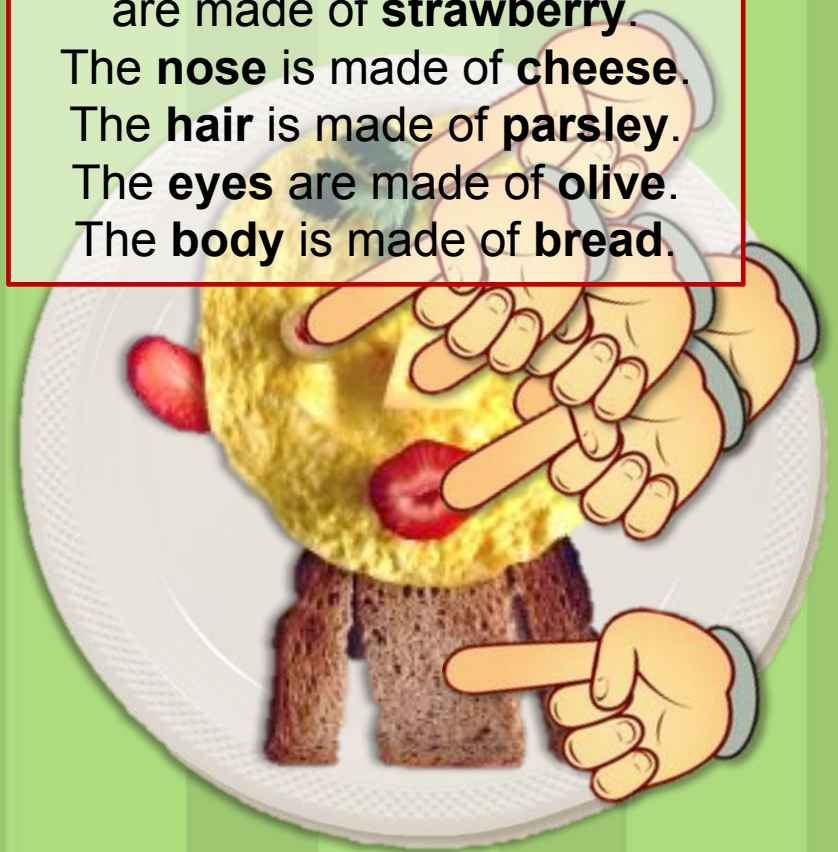 are made of strawberry.
The nose is made of cheese.
The hair is made of parsley.
The eyes are made of olive.
The body is made of bread.